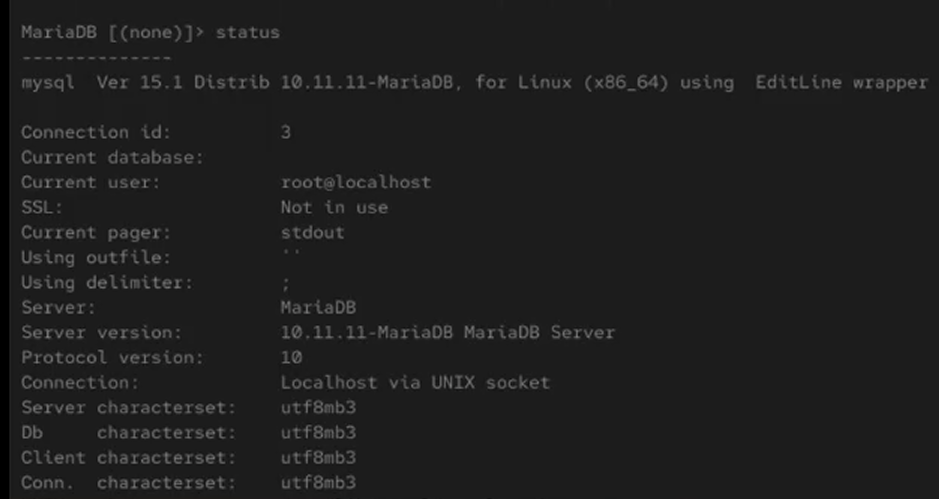 MariaDB [(none)]> status
--------------
mysql  Ver 15.1 Distrib 10.11.11-MariaDB, for Linux (x86_64) using  EditLine wrapper

Connection id:          3
Current database:
Current user:           root@localhost
SSL:                    Not in use
Current pager:          stdout
Using outfile:          ''
Using delimiter:        ;
Server:                 MariaDB
Server version:         10.11.11-MariaDB MariaDB Server
Protocol version:       10
Connection:             Localhost via UNIX socket
Server characterset:    utf8mb3
Db     characterset:    utf8mb3
Client characterset:    utf8mb3
Conn.  characterset:    utf8mb3